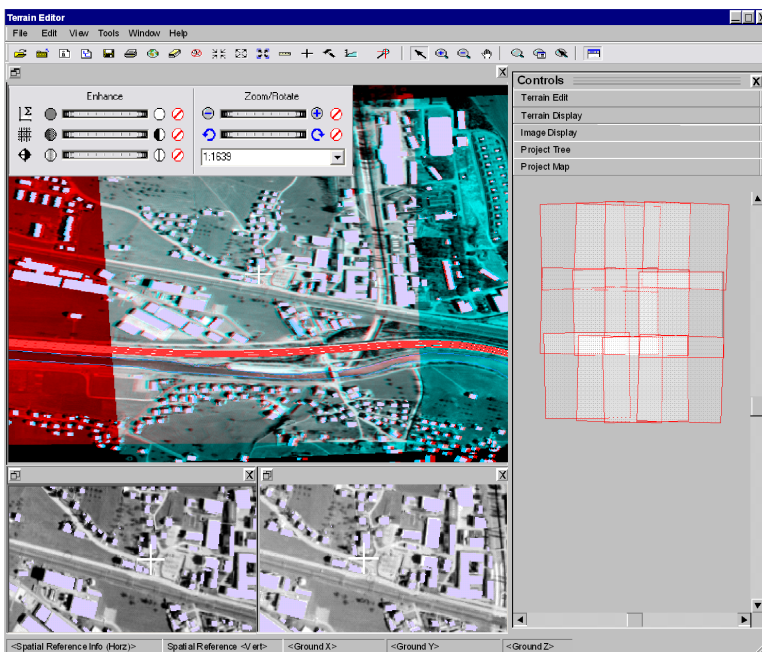 Terrain Editor
File Edit View Tools Window Help
Enhance
Zoom/Rotate
1:1639
Controls
Terrain Edit
Terrain Display
Image Display
Project Tree
Project Map
<Spatial Reference Info (Horz)> Spatial Reference <Vert> <Ground X> <Ground Y> <Ground Z>